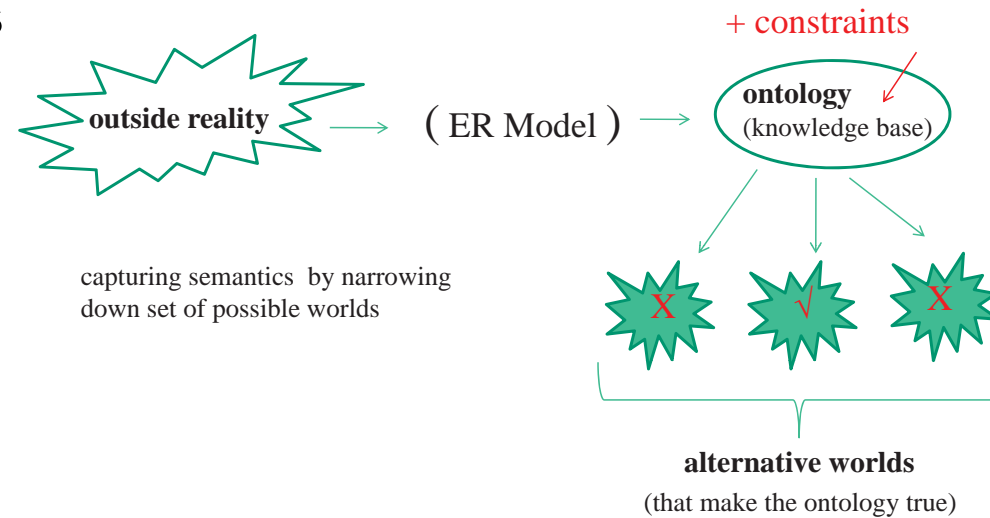 + constraints
outside reality
( ER Model )
ontology
(knowledge base)
capturing semantics by narrowing
down set of possible worlds
X
√
X
alternative worlds
(that make the ontology true)